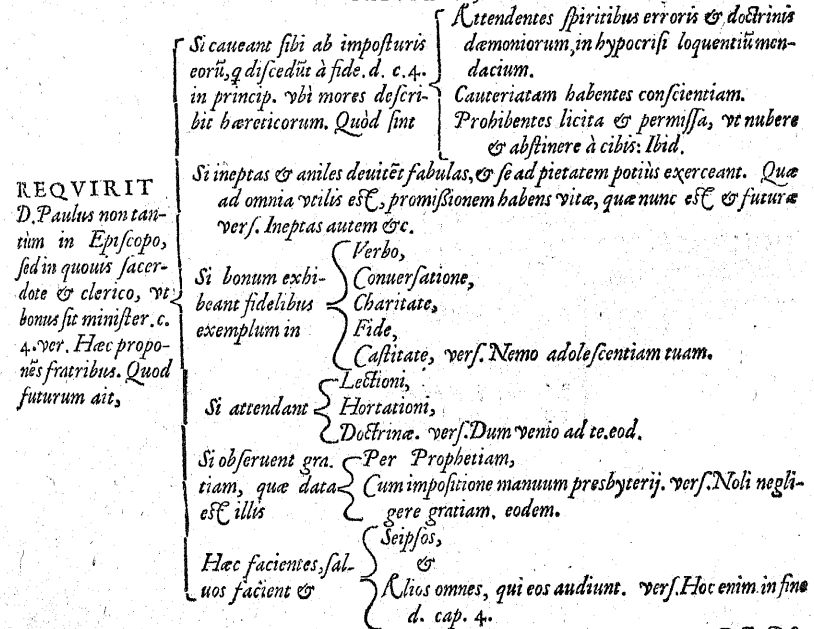 REQVIRIT
D. Paulus non tan-
tùm in Episcopo,
sed in quouis sacer-
dote & clerico, vt
bonus sit minister. c.
4. ver. Hæc propo-
nēs fratribus. Quod
futurum ait,
Si caueant sibi ab imposturis
eorū, q discedūt à fide. d. c. 4.
in princip. vbi mores descri-
bit hæreticorum. Quòd sint
Attendentes spiritibus erroris & doctrinis
dæmoniorum, in hypocrisi loquentiū men-
dacium.
Cauteriatam habentes conscientiam.
Prohibentes licita & permissa, vt nubere
& abstinere à cibis: Ibid.
Si ineptas & aniles deuitēt fabulas, & se ad pietatem potiùs exerceant. Quæ
ad omnia vtilis est, promissionem habens vitæ, quæ nunc est & futuræ
vers. Ineptas autem &c.
Si bonum exhi-
beant fidelibus
exemplum in
Verbo,
Conuersatione,
Charitate,
Fide,
Castitate, vers. Nemo adolescentiam tuam.
Si attendant
Lectioni,
Hortationi,
Doctrinæ. vers. Dum venio ad te. eod.
Si obseruent gra.
tiam, quæ data
est illis
Per Prophetiam,
Cum impositione manuum presbyterij. vers. Noli negli-
gere gratiam. eodem.
Hæc facientes, sal-
uos facient &
Seipsos,
&
Alios omnes, qui eos audiunt. vers. Hoc enim. in fine
d. cap. 4.